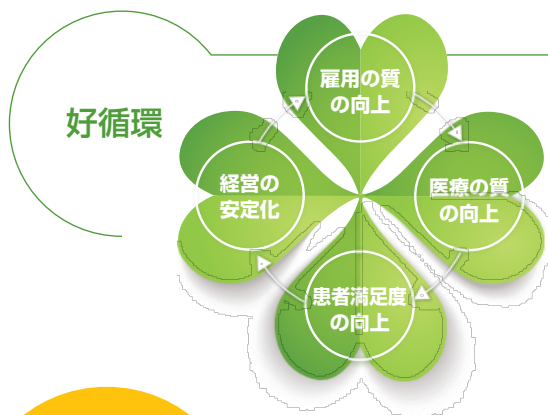 好循環
雇用の質
の向上
医療の質
の向上
患者満足度
の向上
経営の
安定化